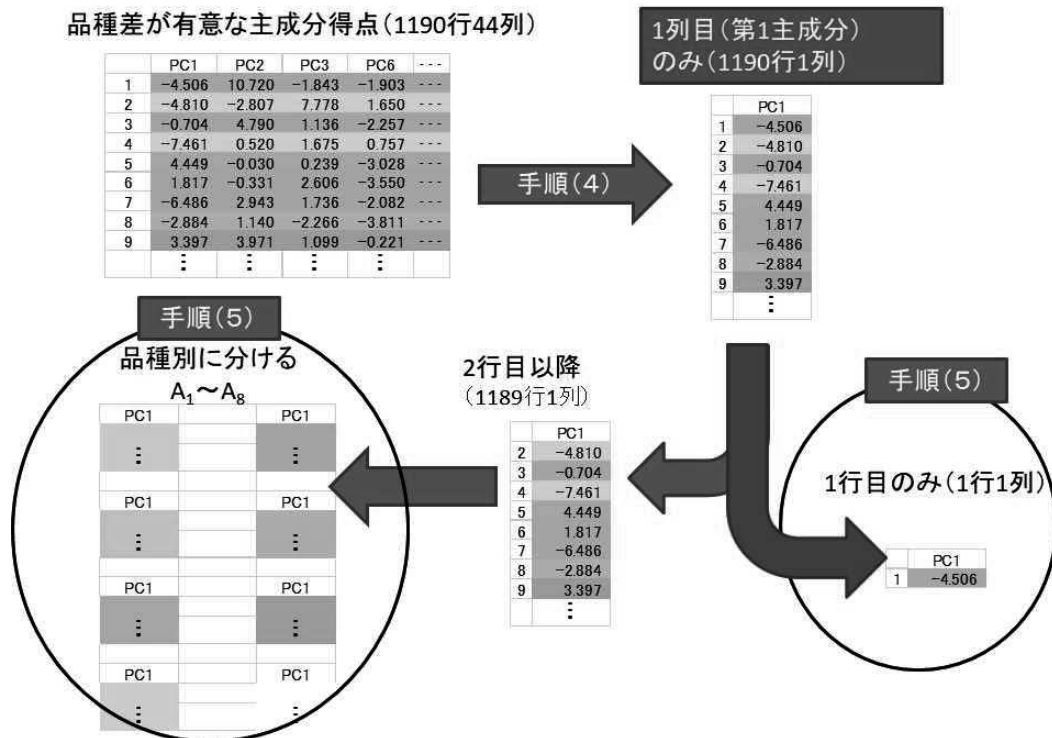 品種差が有意な主成分得点(1190行44列)
PC1 PC2 PC3 PC6 ---
1 −4.506 10.720 −1.843 −1.903 ---
2 −4.810 −2.807 7.778 1.650 ---
3 −0.704 4.790 1.136 −2.257 ---
4 −7.461 0.520 1.675 0.757 ---
5 4.449 −0.030 0.239 −3.028 ---
6 1.817 −0.331 2.606 −3.550 ---
7 −6.486 2.943 1.736 −2.082 ---
8 −2.884 1.140 −2.266 −3.811 ---
9 3.397 3.971 1.099 −0.221 ---
⋮ ⋮ ⋮ ⋮
手順(4)
1列目(第1主成分)
のみ(1190行1列)
PC1
1 −4.506
2 −4.810
3 −0.704
4 −7.461
5 4.449
6 1.817
7 −6.486
8 −2.884
9 3.397
⋮
手順(5)
1行目のみ(1行1列)
PC1
1 −4.506
2行目以降
(1189行1列)
PC1
2 −4.810
3 −0.704
4 −7.461
5 4.449
6 1.817
7 −6.486
8 −2.884
9 3.397
⋮
手順(5)
品種別に分ける
A1～A8
PC1 PC1
⋮ ⋮
PC1 PC1
⋮ ⋮
PC1 PC1
⋮ ⋮
PC1 PC1
⋮ ⋮